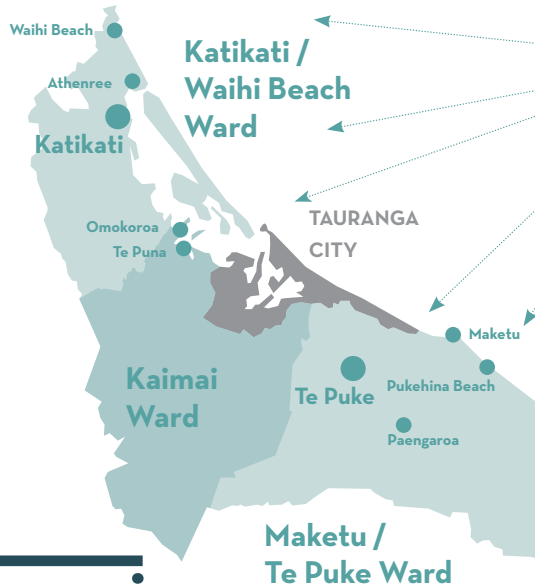 Waihi Beach
Katikati /
Waihi Beach
Ward
Athenree
Katikati
Omokoroa
Te Puna
TAURANGA
CITY
Maketu
Kaimai
Ward
Te Puke
Pukehina Beach
Paengaroa
Maketu /
Te Puke Ward